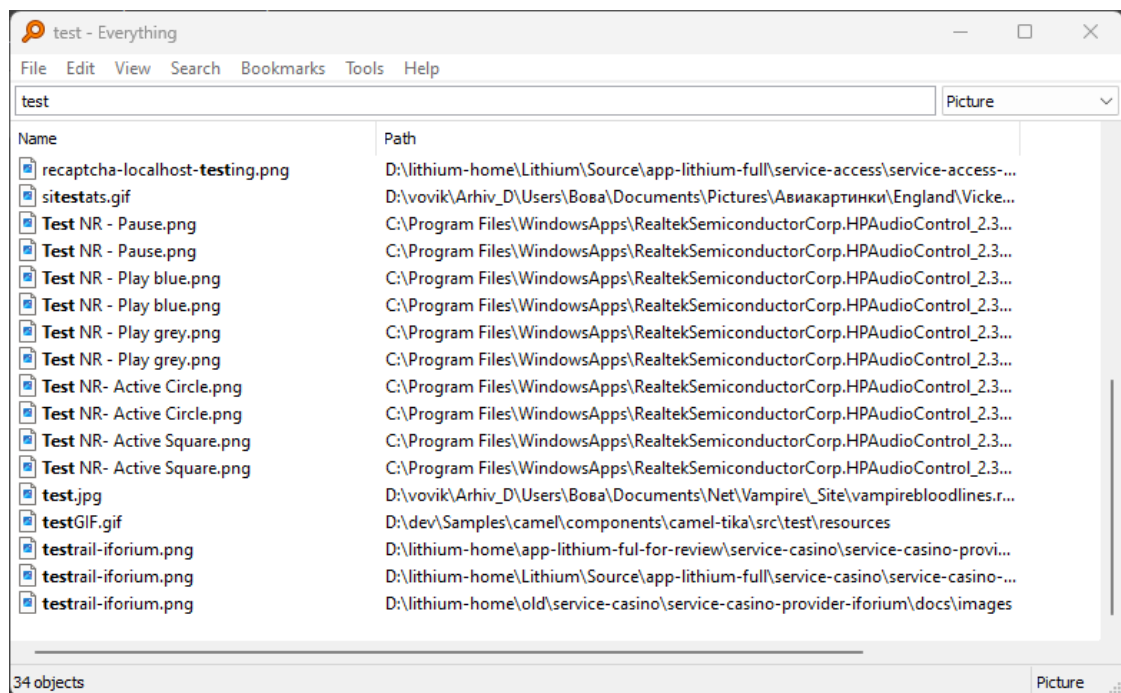 test - Everything
File Edit View Search Bookmarks Tools Help
test Picture
Name Path
recaptcha-localhost-testing.png D:\lithium-home\Lithium\Source\app-lithium-full\service-access\service-access-...
sitestats.gif D:\vovik\Arhiv_D\Users\Вова\Documents\Pictures\Авиакартинки\England\Vicke...
Test NR - Pause.png C:\Program Files\WindowsApps\RealtekSemiconductorCorp.HPAudioControl_2.3...
Test NR - Pause.png C:\Program Files\WindowsApps\RealtekSemiconductorCorp.HPAudioControl_2.3...
Test NR - Play blue.png C:\Program Files\WindowsApps\RealtekSemiconductorCorp.HPAudioControl_2.3...
Test NR - Play blue.png C:\Program Files\WindowsApps\RealtekSemiconductorCorp.HPAudioControl_2.3...
Test NR - Play grey.png C:\Program Files\WindowsApps\RealtekSemiconductorCorp.HPAudioControl_2.3...
Test NR - Play grey.png C:\Program Files\WindowsApps\RealtekSemiconductorCorp.HPAudioControl_2.3...
Test NR- Active Circle.png C:\Program Files\WindowsApps\RealtekSemiconductorCorp.HPAudioControl_2.3...
Test NR- Active Circle.png C:\Program Files\WindowsApps\RealtekSemiconductorCorp.HPAudioControl_2.3...
Test NR- Active Square.png C:\Program Files\WindowsApps\RealtekSemiconductorCorp.HPAudioControl_2.3...
Test NR- Active Square.png C:\Program Files\WindowsApps\RealtekSemiconductorCorp.HPAudioControl_2.3...
test.jpg D:\vovik\Arhiv_D\Users\Вова\Documents\Net\Vampire\_Site\vampirebloodlines.r...
testGIF.gif D:\dev\Samples\camel\components\camel-tika\src\test\resources
testrail-iforium.png D:\lithium-home\app-lithium-ful-for-review\service-casino\service-casino-provi...
testrail-iforium.png D:\lithium-home\Lithium\Source\app-lithium-full\service-casino\service-casino-...
testrail-iforium.png D:\lithium-home\old\service-casino\service-casino-provider-iforium\docs\images
34 objects Picture